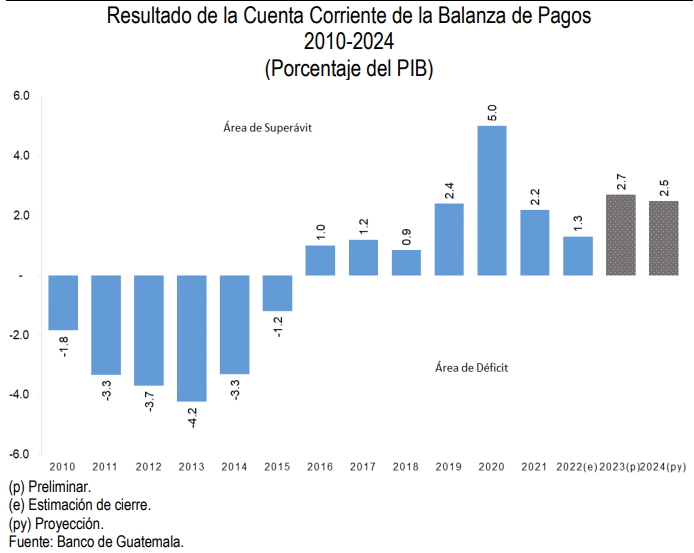 Resultado de la Cuenta Corriente de la Balanza de Pagos
2010-2024
(Porcentaje del PIB)
6.0
4.0
2.0
-
-2.0
-4.0
-6.0
Área de Superávit
Área de Déficit
-1.8
-3.3
-3.7
-4.2
-3.3
-1.2
1.0
1.2
0.9
2.4
5.0
2.2
1.3
2.7
2.5
2010 2011 2012 2013 2014 2015 2016 2017 2018 2019 2020 2021 2022(e) 2023(p) 2024(py)
(p) Preliminar.
(e) Estimación de cierre.
(py) Proyección.
Fuente: Banco de Guatemala.